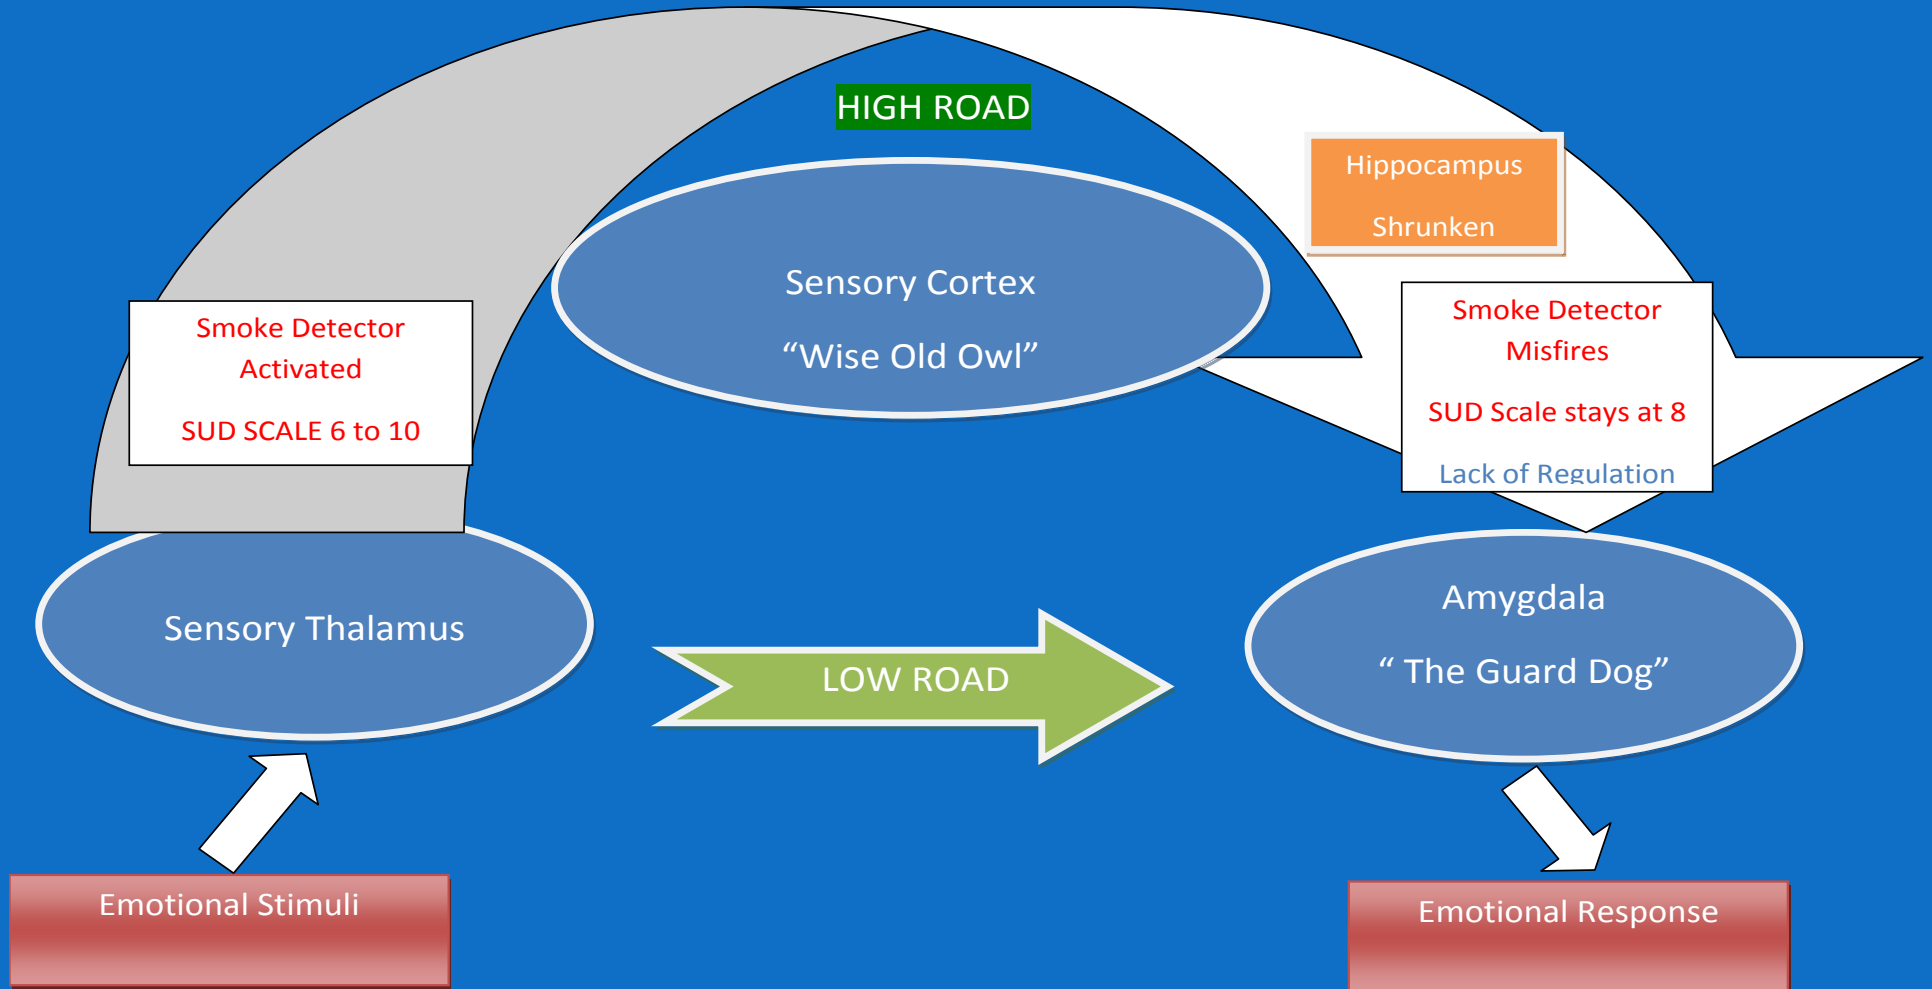 HIGH ROAD
Hippocampus
Shrunken
Sensory Cortex
“Wise Old Owl”
Smoke Detector
Activated
SUD SCALE 6 to 10
Smoke Detector
Misfires
SUD Scale stays at 8
Lack of Regulation
Sensory Thalamus
LOW ROAD
Amygdala
“ The Guard Dog”
Emotional Stimuli
Emotional Response